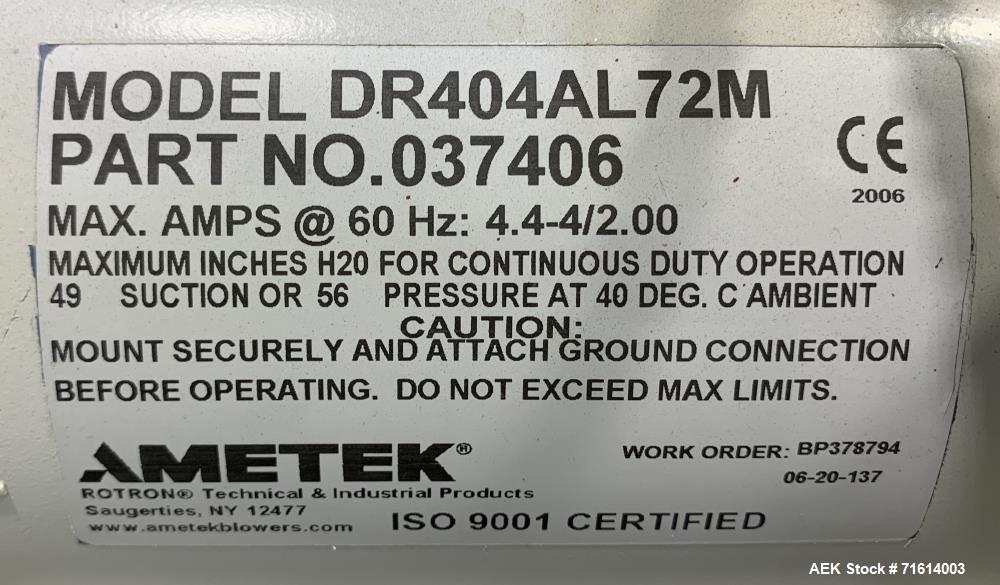 MODEL DR404AL72M
PART NO.037406
CE
2006
MAX. AMPS @ 60 Hz: 4.4-4/2.00
MAXIMUM INCHES H20 FOR CONTINUOUS DUTY OPERATION
49 SUCTION OR 56 PRESSURE AT 40 DEG. C AMBIENT
CAUTION:
MOUNT SECURELY AND ATTACH GROUND CONNECTION
BEFORE OPERATING. DO NOT EXCEED MAX LIMITS.
AMETEK®
ROTRON® Technical & Industrial Products
Saugerties, NY 12477
www.ametekblowers.com
WORK ORDER: BP378794
06-20-137
ISO 9001 CERTIFIED
AEK Stock # 71614003